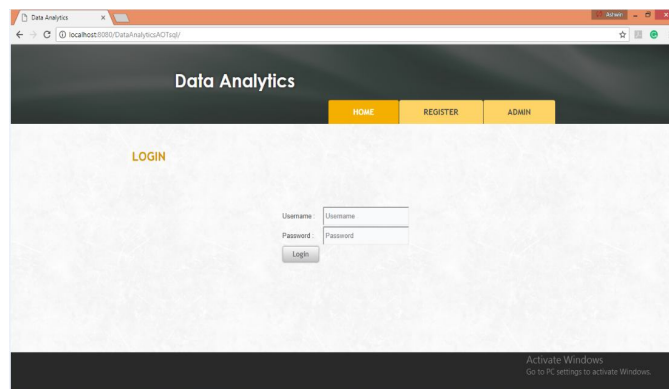 Data Analytics
Ashwin
localhost:8080/DataAnalyticsAOTsql/
Data Analytics
HOME REGISTER ADMIN
LOGIN
Username : Username
Password : Password
Login
Activate Windows
Go to PC settings to activate Windows.